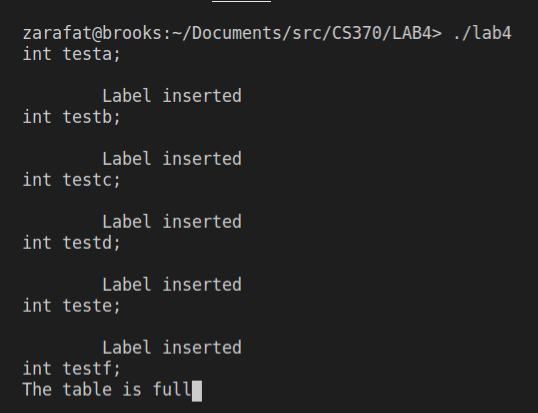 zarafat@brooks:~/Documents/src/CS370/LAB4> ./lab4
int testa;
Label inserted
int testb;
Label inserted
int testc;
Label inserted
int testd;
Label inserted
int teste;
Label inserted
int testf;
The table is full